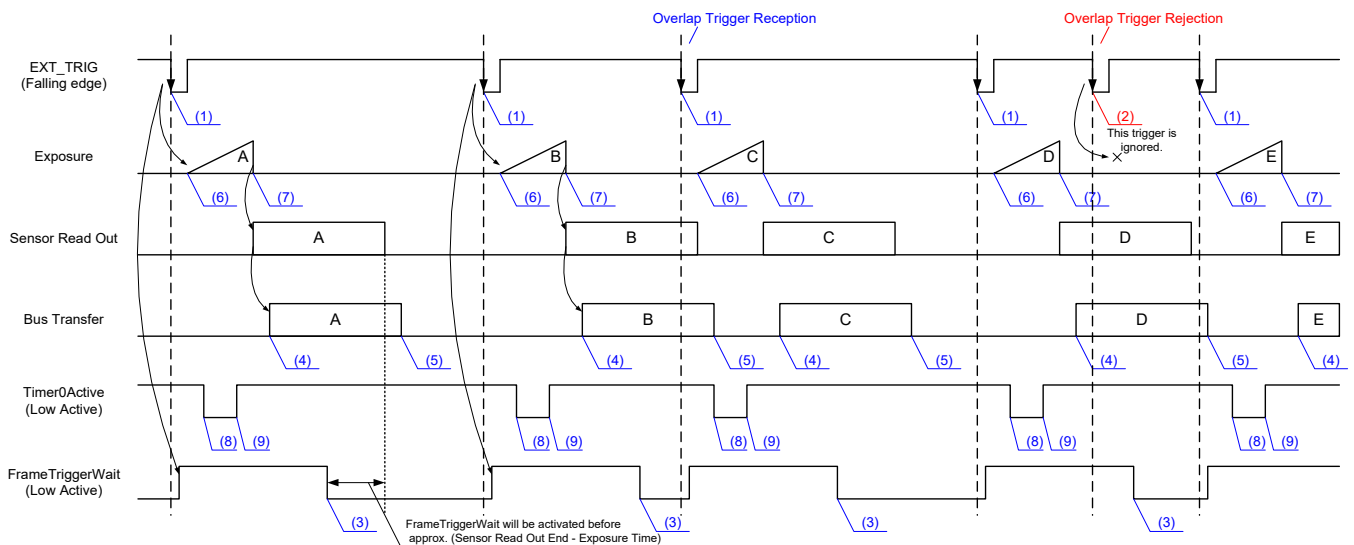 Overlap Trigger Reception
Overlap Trigger Rejection
EXT_TRIG
(Falling edge)
(1)
(1)
(1)
(1)
(2)
(1)
This trigger is
ignored.
Exposure
A
B
C
D
E
(6)
(7)
(6)
(7)
(6)
(7)
(6)
(7)
(6)
(7)
Sensor Read Out
A
B
C
D
E
Bus Transfer
A
B
C
D
E
(4)
(5)
(4)
(5)
(4)
(5)
(4)
(5)
(4)
Timer0Active
(Low Active)
(8)
(9)
(8)
(9)
(8)
(9)
(8)
(9)
(8)
(9)
FrameTriggerWait
(Low Active)
(3)
(3)
(3)
(3)
FrameTriggerWait will be activated before
approx. (Sensor Read Out End - Exposure Time)